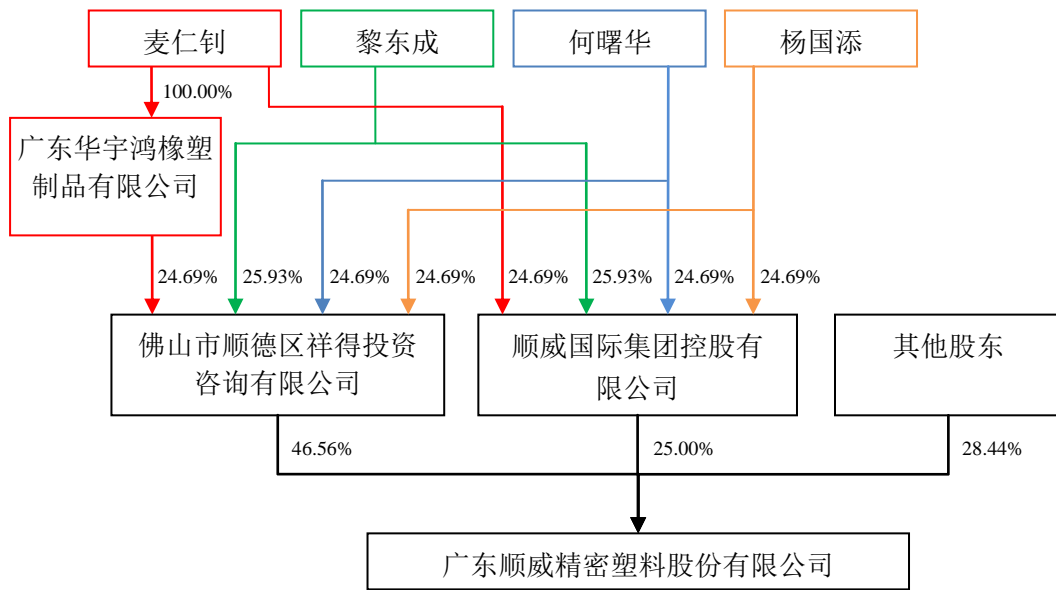 麦仁钊
黎东成
何曙华
杨国添
100.00%
广东华宇鸿橡塑
制品有限公司
24.69%
25.93%
24.69%
24.69%
24.69%
25.93%
24.69%
24.69%
佛山市顺德区祥得投资
咨询有限公司
顺威国际集团控股有
限公司
其他股东
46.56%
25.00%
28.44%
广东顺威精密塑料股份有限公司